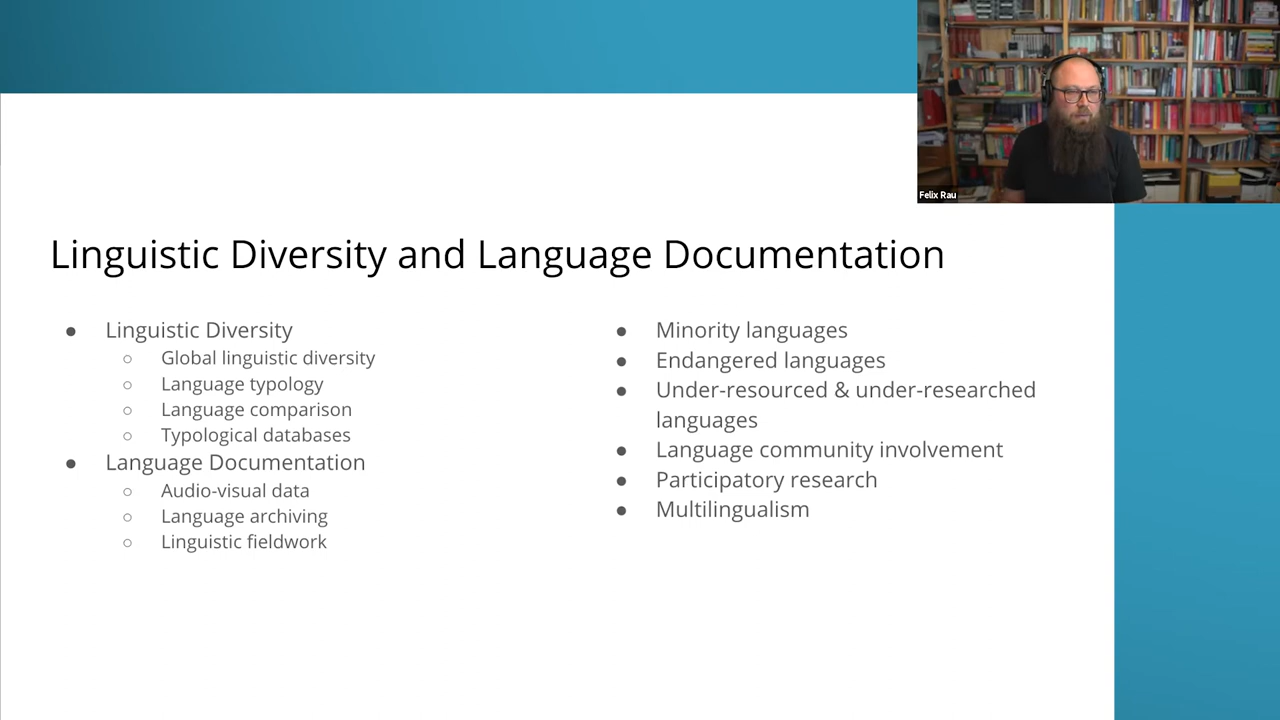 Felix Rau
Linguistic Diversity and Language Documentation
● Linguistic Diversity
○ Global linguistic diversity
○ Language typology
○ Language comparison
○ Typological databases
● Language Documentation
○ Audio-visual data
○ Language archiving
○ Linguistic fieldwork
● Minority languages
● Endangered languages
● Under-resourced & under-researched
languages
● Language community involvement
● Participatory research
● Multilingualism